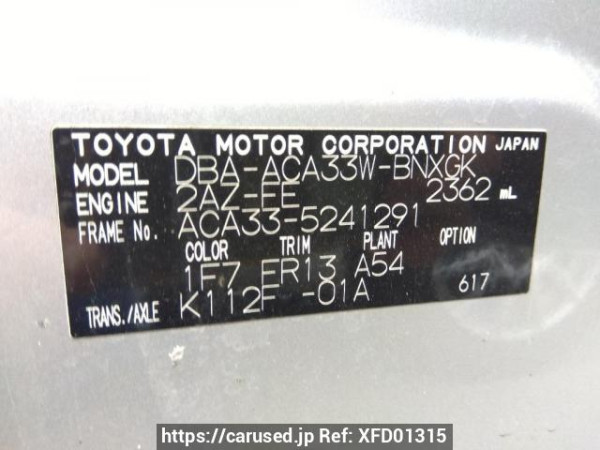 TOYOTA MOTOR CORPORATION JAPAN
MODEL DBA-ACA33W-BNXGK
ENGINE 2AZ-FE 2362 mL
FRAME No. ACA33-5241291
COLOR TRIM PLANT OPTION
1F7 FR13 A54
TRANS./AXLE K112F -01A 617
https://carused.jp Ref: XFD01315